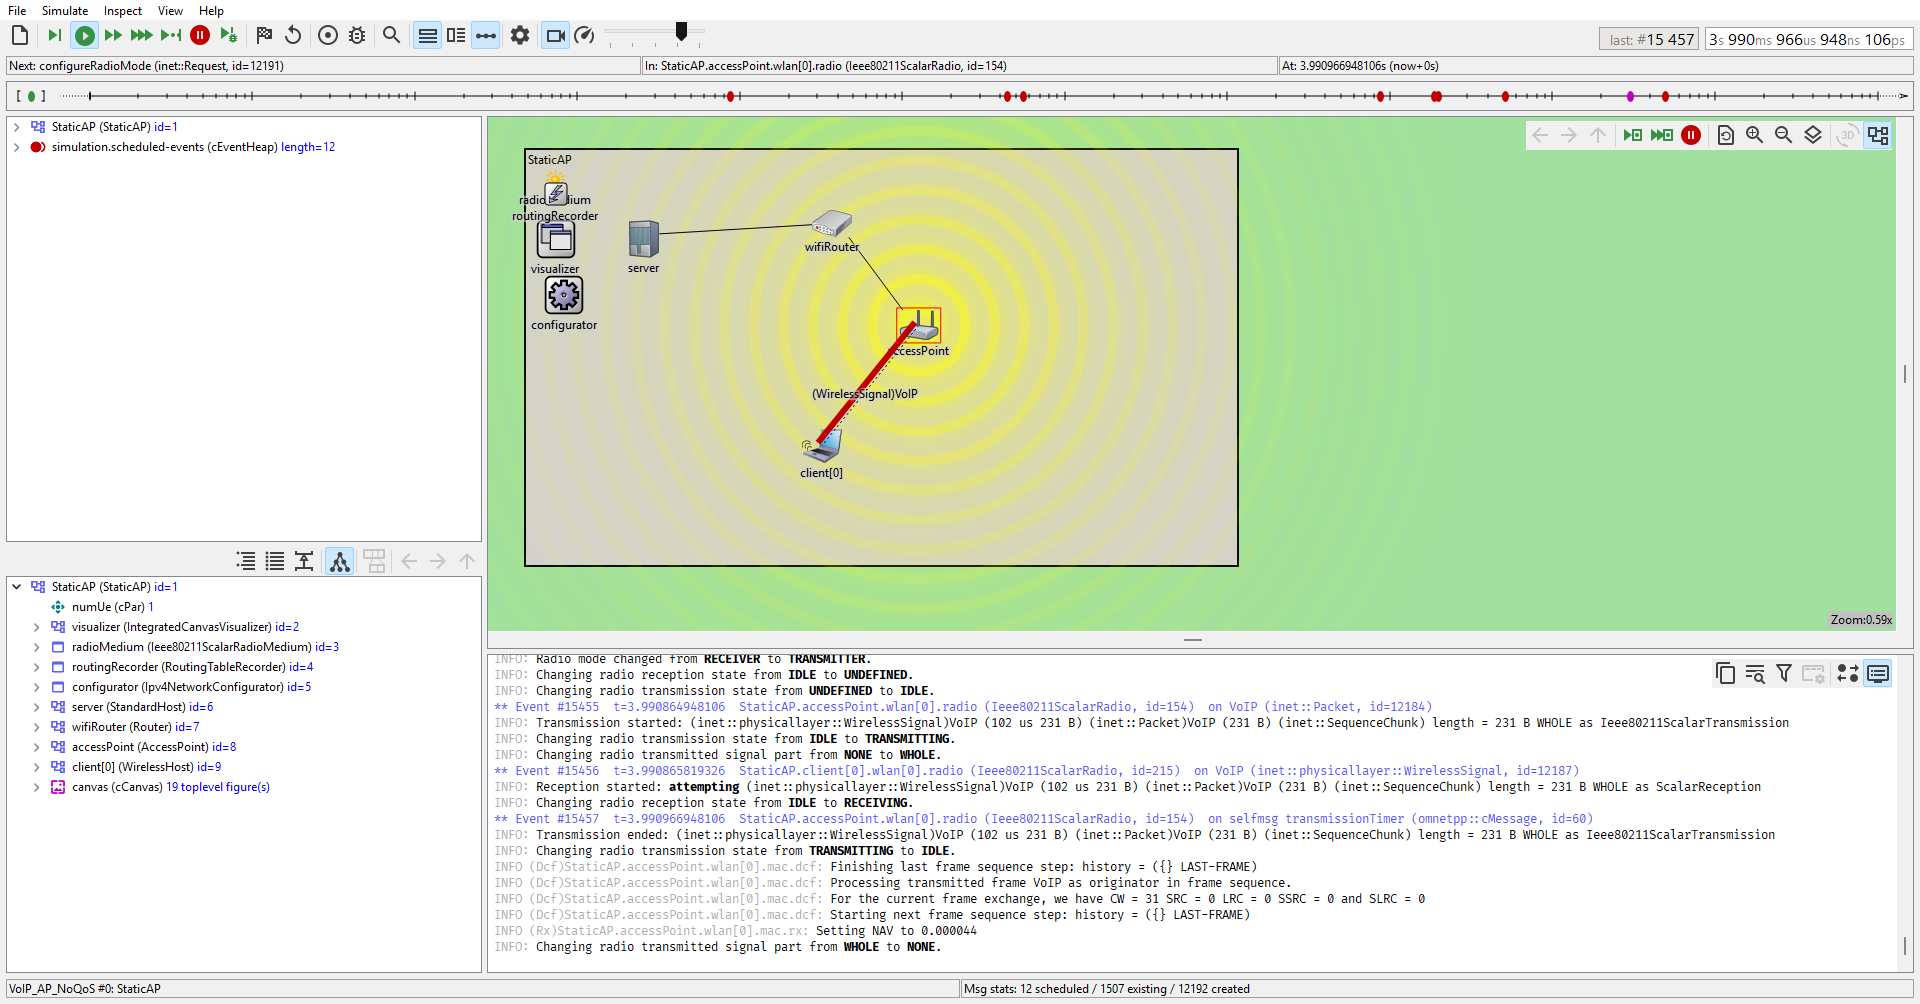 File Simulate Inspect View Help
last: #15 457 3s 990ms 966us 948ns 106ps
Next: configureRadioMode (inet::Request, id=12191) In: StaticAP.accessPoint.wlan[0].radio (Ieee80211ScalarRadio, id=154) At: 3.990966948106s (now+0s)
StaticAP (StaticAP) id=1
simulation.scheduled-events (cEventHeap) length=12
3D
StaticAP
routingRecorder
visualizer
configurator
server
wifiRouter
(WirelessSignal)VoIP
client[0]
Zoom:0.59x
StaticAP (StaticAP) id=1
numUe (cPar) 1
visualizer (IntegratedCanvasVisualizer) id=2
radioMedium (Ieee80211ScalarRadioMedium) id=3
routingRecorder (RoutingTableRecorder) id=4
configurator (Ipv4NetworkConfigurator) id=5
server (StandardHost) id=6
wifiRouter (Router) id=7
accessPoint (AccessPoint) id=8
client[0] (WirelessHost) id=9
canvas (cCanvas) 19 toplevel figure(s)
INFO: Radio mode changed from RECEIVER to TRANSMITTER.
INFO: Changing radio reception state from IDLE to UNDEFINED.
INFO: Changing radio transmission state from UNDEFINED to IDLE.
** Event #15455 t=3.990864948106 StaticAP.accessPoint.wlan[0].radio (Ieee80211ScalarRadio, id=154) on VoIP (inet::Packet, id=12184)
INFO: Transmission started: (inet::physicallayer::WirelessSignal)VoIP (102 us 231 B) (inet::Packet)VoIP (231 B) (inet::SequenceChunk) length = 231 B WHOLE as Ieee80211ScalarTransmission
INFO: Changing radio transmission state from IDLE to TRANSMITTING.
INFO: Changing radio transmitted signal part from NONE to WHOLE.
** Event #15456 t=3.990865819326 StaticAP.client[0].wlan[0].radio (Ieee80211ScalarRadio, id=215) on VoIP (inet::physicallayer::WirelessSignal, id=12187)
INFO: Reception started: attempting (inet::physicallayer::WirelessSignal)VoIP (102 us 231 B) (inet::Packet)VoIP (231 B) (inet::SequenceChunk) length = 231 B WHOLE as ScalarReception
INFO: Changing radio reception state from IDLE to RECEIVING.
** Event #15457 t=3.990966948106 StaticAP.accessPoint.wlan[0].radio (Ieee80211ScalarRadio, id=154) on selfmsg transmissionTimer (omnetpp::cMessage, id=60)
INFO: Transmission ended: (inet::physicallayer::WirelessSignal)VoIP (102 us 231 B) (inet::Packet)VoIP (231 B) (inet::SequenceChunk) length = 231 B WHOLE as Ieee80211ScalarTransmission
INFO: Changing radio transmission state from TRANSMITTING to IDLE.
INFO (Dcf)StaticAP.accessPoint.wlan[0].mac.dcf: Finishing last frame sequence step: history = ({} LAST-FRAME)
INFO (Dcf)StaticAP.accessPoint.wlan[0].mac.dcf: Processing transmitted frame VoIP as originator in frame sequence.
INFO (Dcf)StaticAP.accessPoint.wlan[0].mac.dcf: For the current frame exchange, we have CW = 31 SRC = 0 LRC = 0 SSRC = 0 and SLRC = 0
INFO (Dcf)StaticAP.accessPoint.wlan[0].mac.dcf: Starting next frame sequence step: history = ({} LAST-FRAME)
INFO (Rx)StaticAP.accessPoint.wlan[0].mac.rx: Setting NAV to 0.000044
INFO: Changing radio transmitted signal part from WHOLE to NONE.
VoIP_AP_NoQoS #0: StaticAP Msg stats: 12 scheduled / 1507 existing / 12192 created